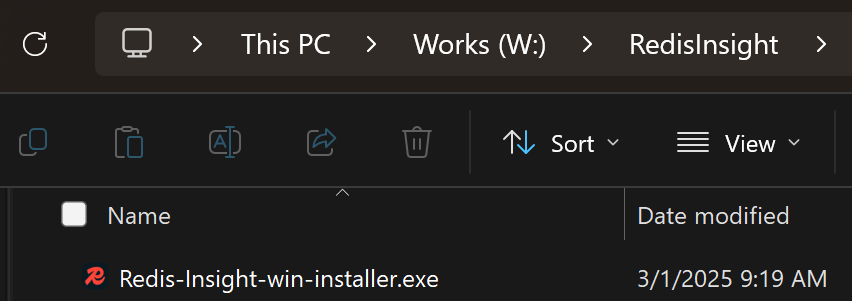 This PC > Works (W:) > RedisInsight >
Sort View
Name Date modified
Redis-Insight-win-installer.exe 3/1/2025 9:19 AM